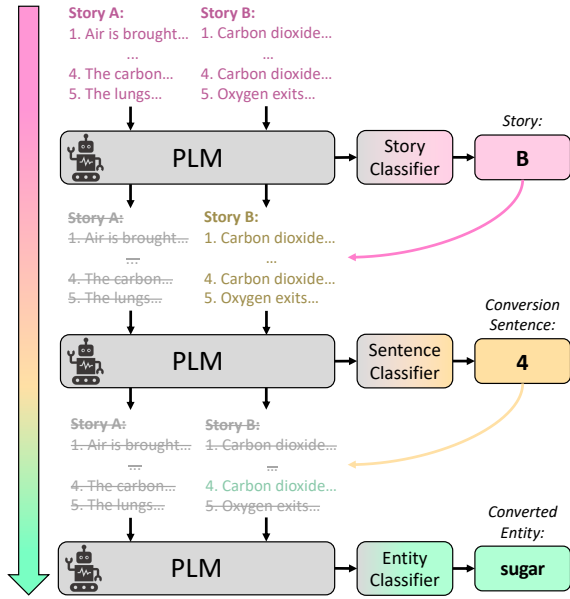 Story A:
1. Air is brought...
...
4. The carbon...
5. The lungs...
Story B:
1. Carbon dioxide...
...
4. Carbon dioxide...
5. Oxygen exits...
PLM
Story
Classifier
Story:
B
Story A:
1. Air is brought...
...
4. The carbon...
5. The lungs...
Story B:
1. Carbon dioxide...
...
4. Carbon dioxide...
5. Oxygen exits...
PLM
Sentence
Classifier
Conversion
Sentence:
4
Story A:
1. Air is brought...
...
4. The carbon...
5. The lungs...
Story B:
1. Carbon dioxide...
...
4. Carbon dioxide...
5. Oxygen exits...
PLM
Entity
Classifier
Converted
Entity:
sugar